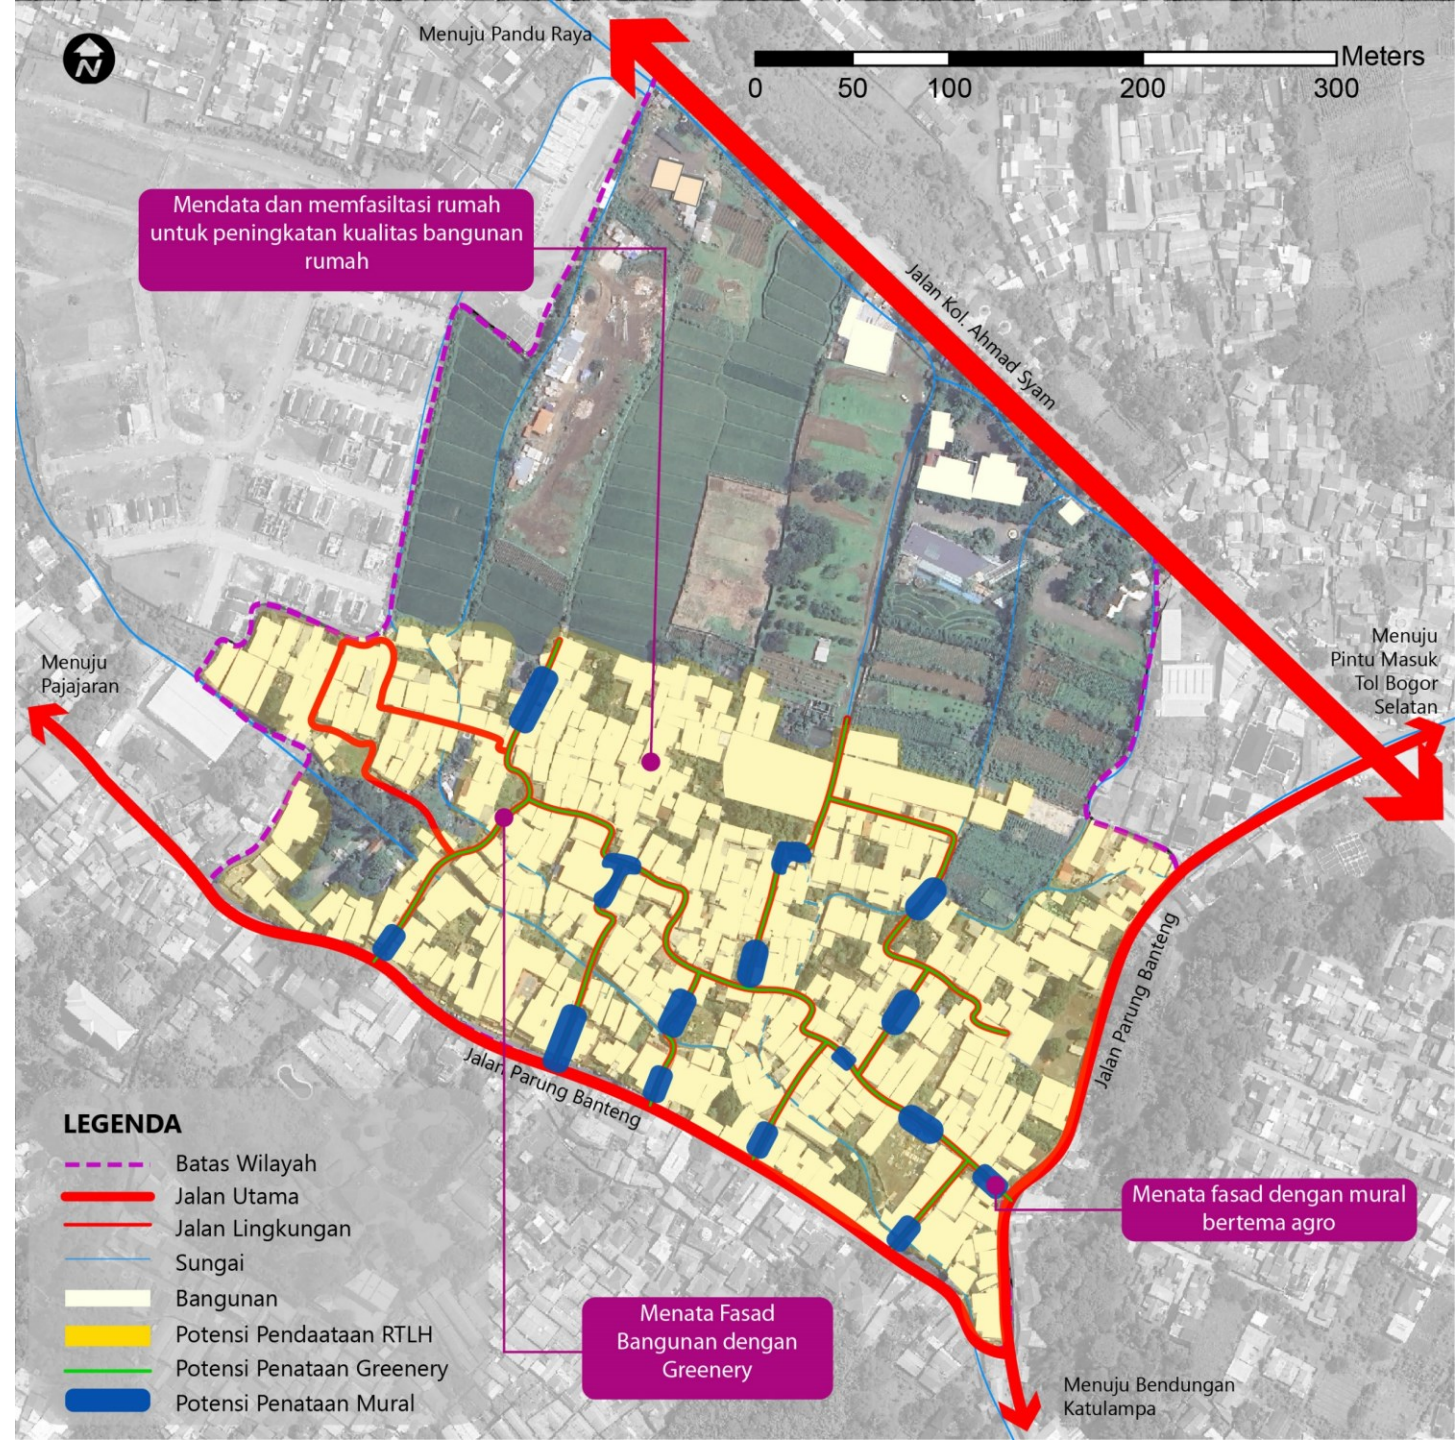 Menuju Pandu Raya
N
Meters
0 50 100 200 300
Mendata dan memfasiltasi rumah
untuk peningkatan kualitas bangunan
rumah
Jalan Kol. Ahmad Syam
Menuju
Pajajaran
Menuju
Pintu Masuk
Tol Bogor
Selatan
Jalan Parung Banteng
Jalan Parung Banteng
LEGENDA
Batas Wilayah
Jalan Utama
Jalan Lingkungan
Sungai
Bangunan
Potensi Pendaataan RTLH
Potensi Penataan Greenery
Potensi Penataan Mural
Menata fasad dengan mural
bertema agro
Menata Fasad
Bangunan dengan
Greenery
Menuju Bendungan
Katulampa